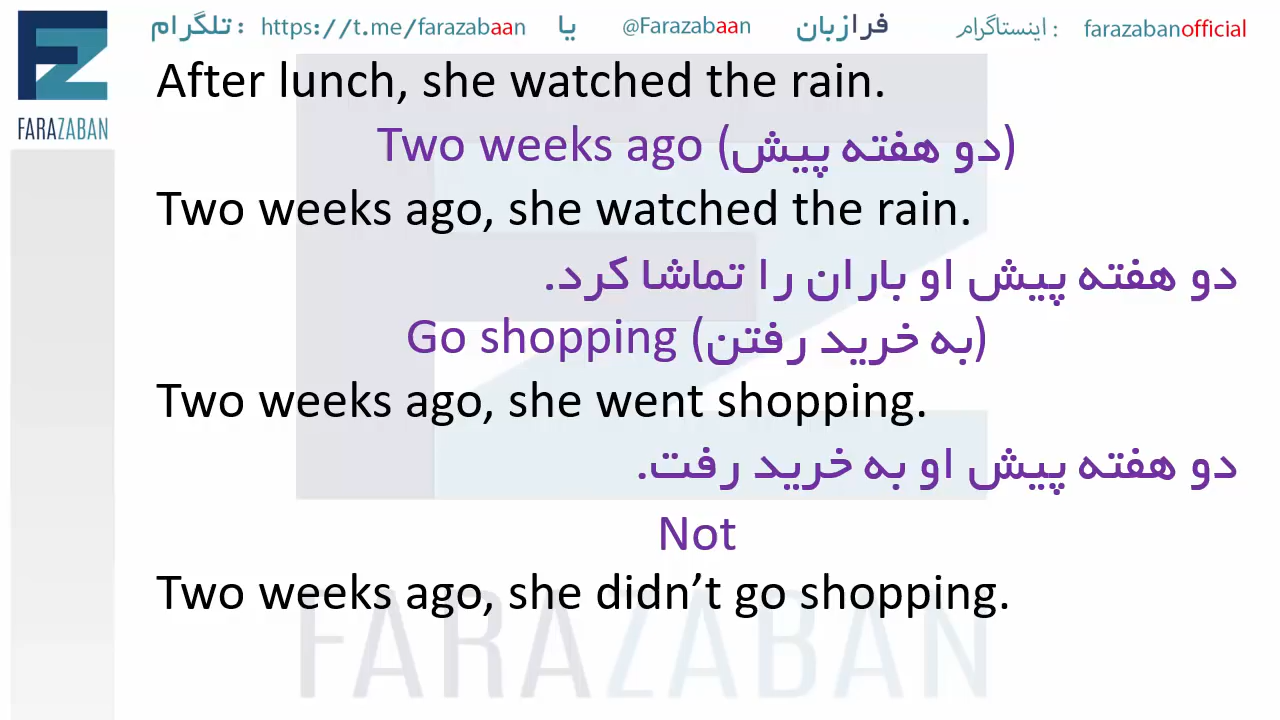 تلگرام : https://t.me/farazabaan یا @Farazabaan فرازبان اینستاگرام : farazabanofficial
FARAZABAN
After lunch, she watched the rain.
Two weeks ago (دو هفته پیش)
Two weeks ago, she watched the rain.
دو هفته پیش او باران را تماشا کرد.
Go shopping (به خرید رفتن)
Two weeks ago, she went shopping.
دو هفته پیش او به خرید رفت.
Not
Two weeks ago, she didn’t go shopping.
FARAZABAN